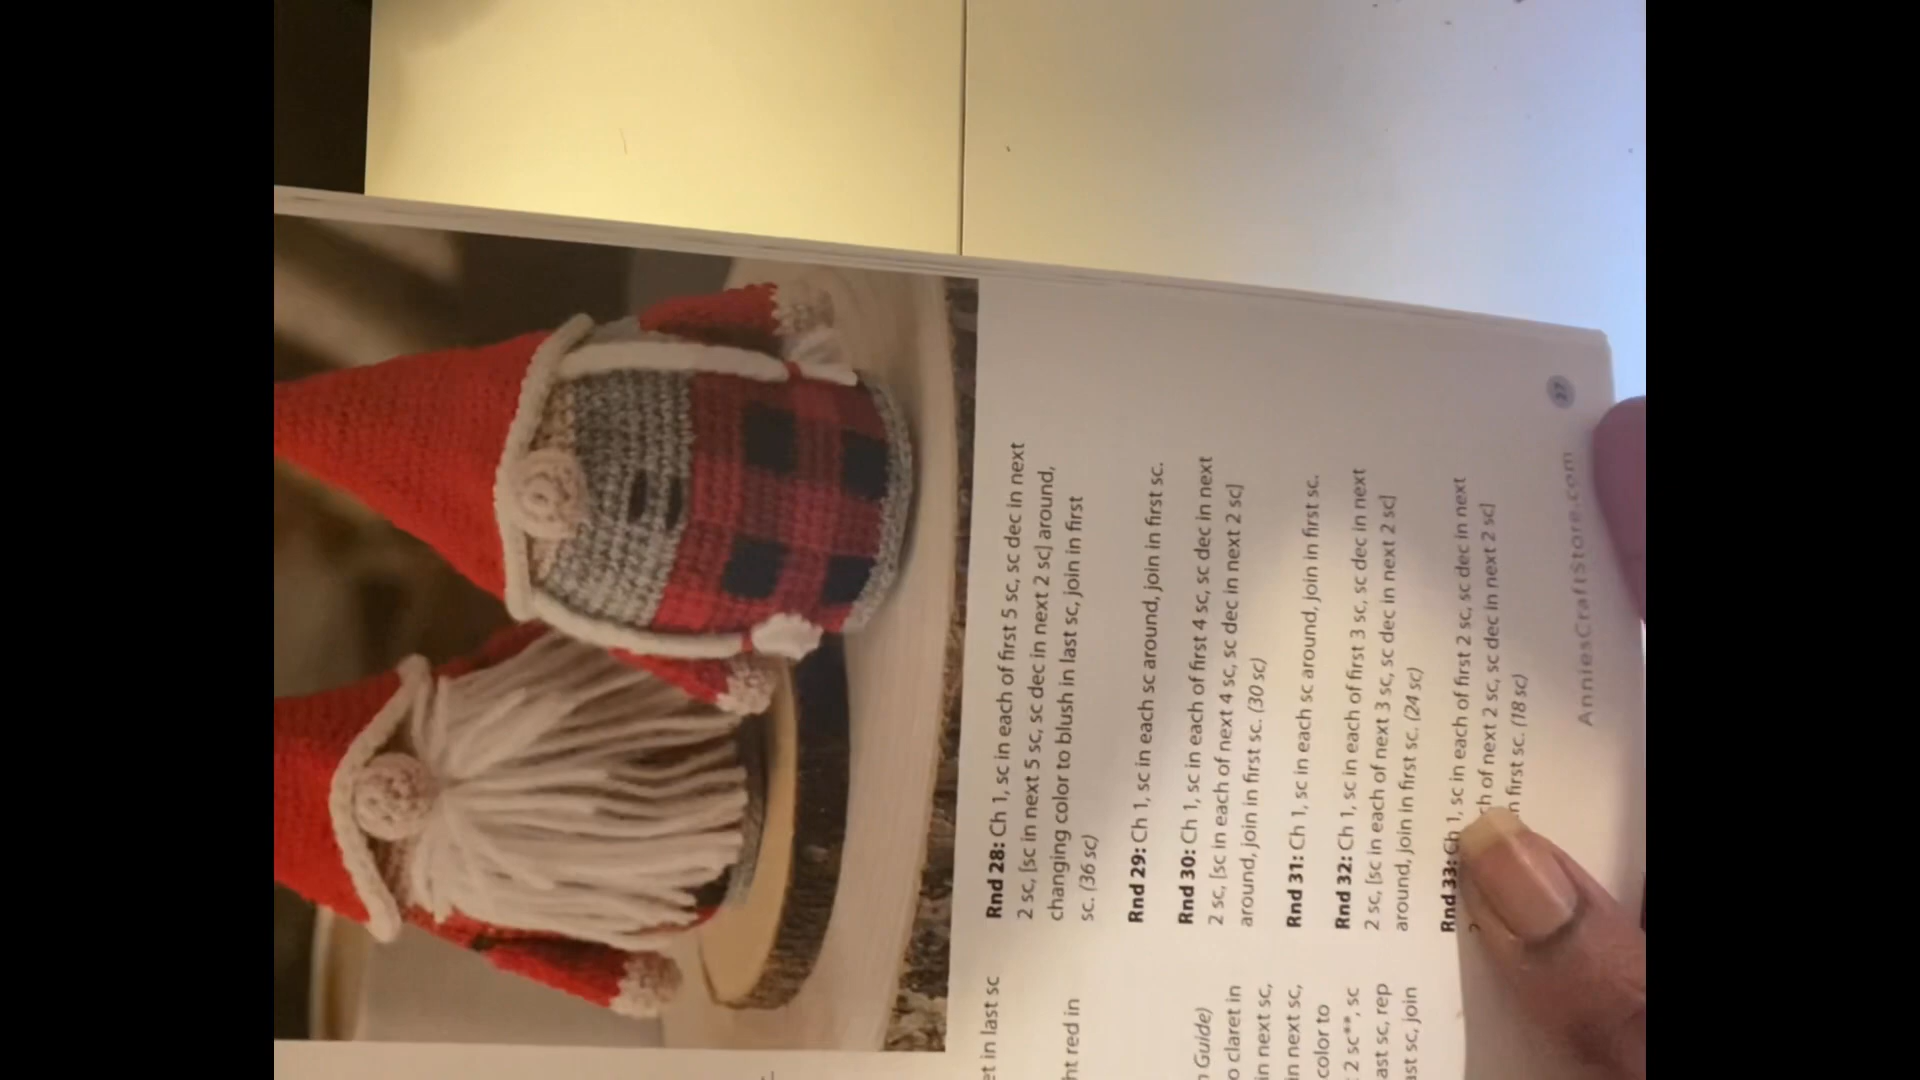 et in last sc
ht red in
Guide)
o claret in
in next sc,
in next sc,
color to
2 sc**, sc
ast sc, rep
ast sc, join
Rnd 28: Ch 1, sc in each of first 5 sc, sc dec in next
2 sc, [sc in next 5 sc, sc dec in next 2 sc] around,
changing color to blush in last sc, join in first
sc. (36 sc)
Rnd 29: Ch 1, sc in each sc around, join in first sc.
Rnd 30: Ch 1, sc in each of first 4 sc, sc dec in next
2 sc, [sc in each of next 4 sc, sc dec in next 2 sc]
around, join in first sc. (30 sc)
Rnd 31: Ch 1, sc in each sc around, join in first sc.
Rnd 32: Ch 1, sc in each of first 3 sc, sc dec in next
2 sc, [sc in each of next 3 sc, sc dec in next 2 sc]
around, join in first sc. (24 sc)
Rnd 33: Ch 1, sc in each of first 2 sc, sc dec in next
ch of next 2 sc, sc dec in next 2 sc]
n first sc. (18 sc)
AnniesCraftStore.com